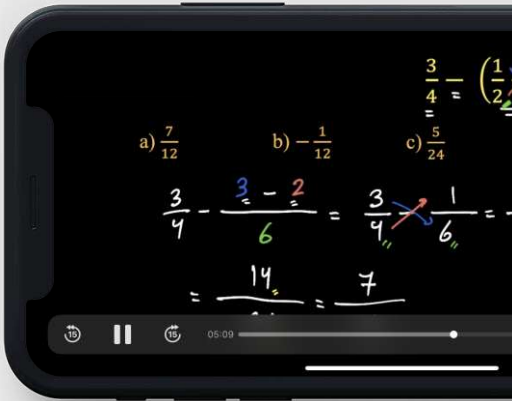 3/4 - (1/2
a) 7/12 b) -1/12 c) 5/24
3/4 - (3 - 2)/6 = 3/4 - 1/6 = -
= 14/ = 7/
15 15 05:09